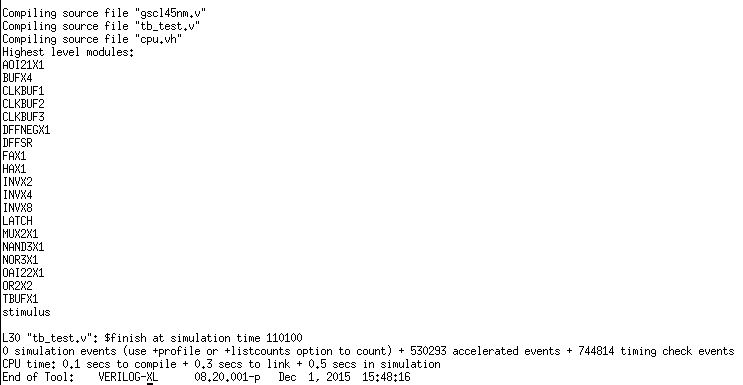 Compiling source file "gscl45nm.v"
Compiling source file "tb_test.v"
Compiling source file "cpu.vh"
Highest level modules:
AOI21X1
BUFX4
CLKBUF1
CLKBUF2
CLKBUF3
DFFNEGX1
DFFSR
FAX1
HAX1
INVX2
INVX4
INVX8
LATCH
MUX2X1
NAND3X1
NOR3X1
OAI22X1
OR2X2
TBUFX1
stimulus
L30 "tb_test.v": $finish at simulation time 110100
0 simulation events (use +profile or +listcounts option to count) + 530293 accelerated events + 744814 timing check events
CPU time: 0.1 secs to compile + 0.3 secs to link + 0.5 secs in simulation
End of Tool: VERILOG-XL 08.20.001-p Dec 1, 2015 15:48:16